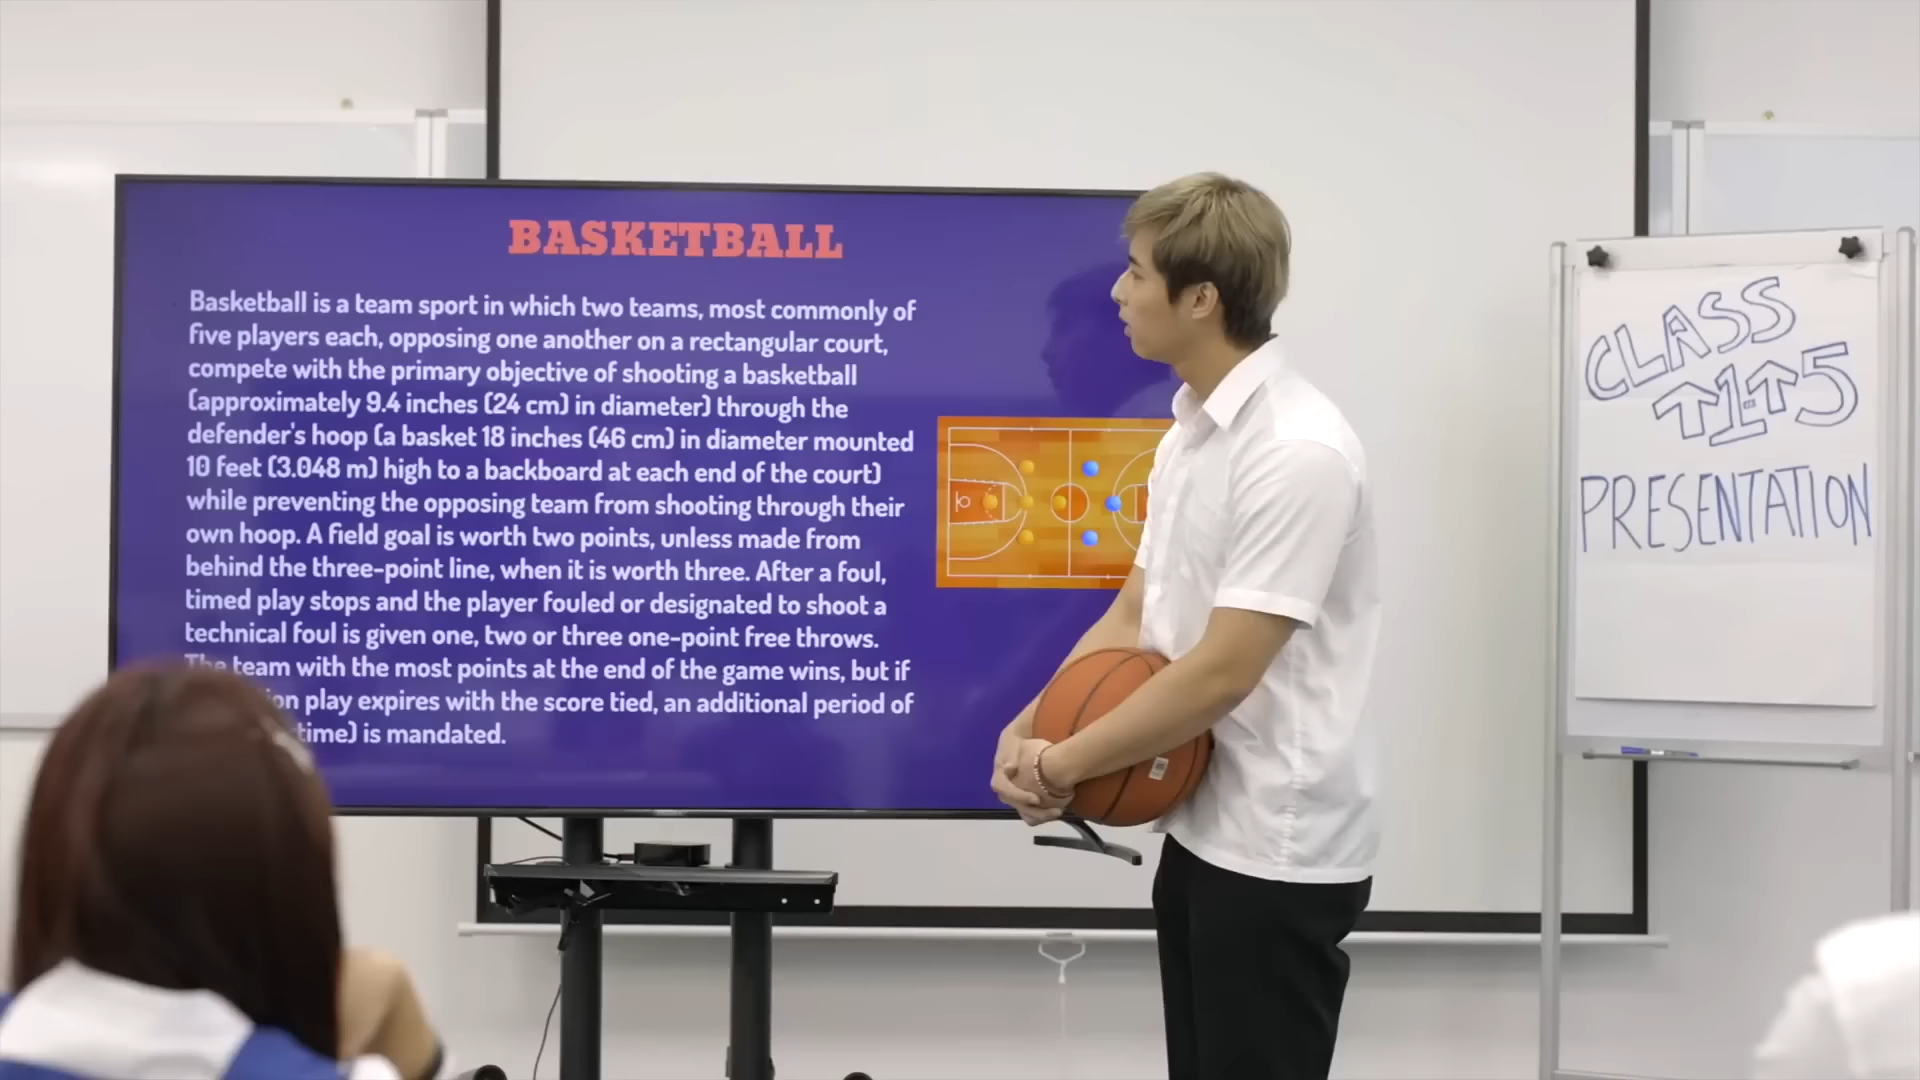 BASKETBALL
Basketball is a team sport in which two teams, most commonly of
five players each, opposing one another on a rectangular court,
compete with the primary objective of shooting a basketball
(approximately 9.4 inches (24 cm) in diameter) through the
defender's hoop (a basket 18 inches (46 cm) in diameter mounted
10 feet (3.048 m) high to a backboard at each end of the court)
while preventing the opposing team from shooting through their
own hoop. A field goal is worth two points, unless made from
behind the three-point line, when it is worth three. After a foul,
timed play stops and the player fouled or designated to shoot a
technical foul is given one, two or three one-point free throws.
The team with the most points at the end of the game wins, but if
play expires with the score tied, an additional period of
is mandated.
CLASS
↑1-↑5
PRESENTATION